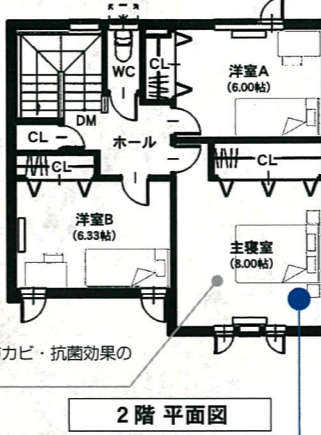 WC
CL
洋室A
(6.00帖)
DM
CL
ホール
CL
CL
洋室B
(6.33帖)
主寝室
(8.00帖)
カビ・抗菌効果の
2階 平面図